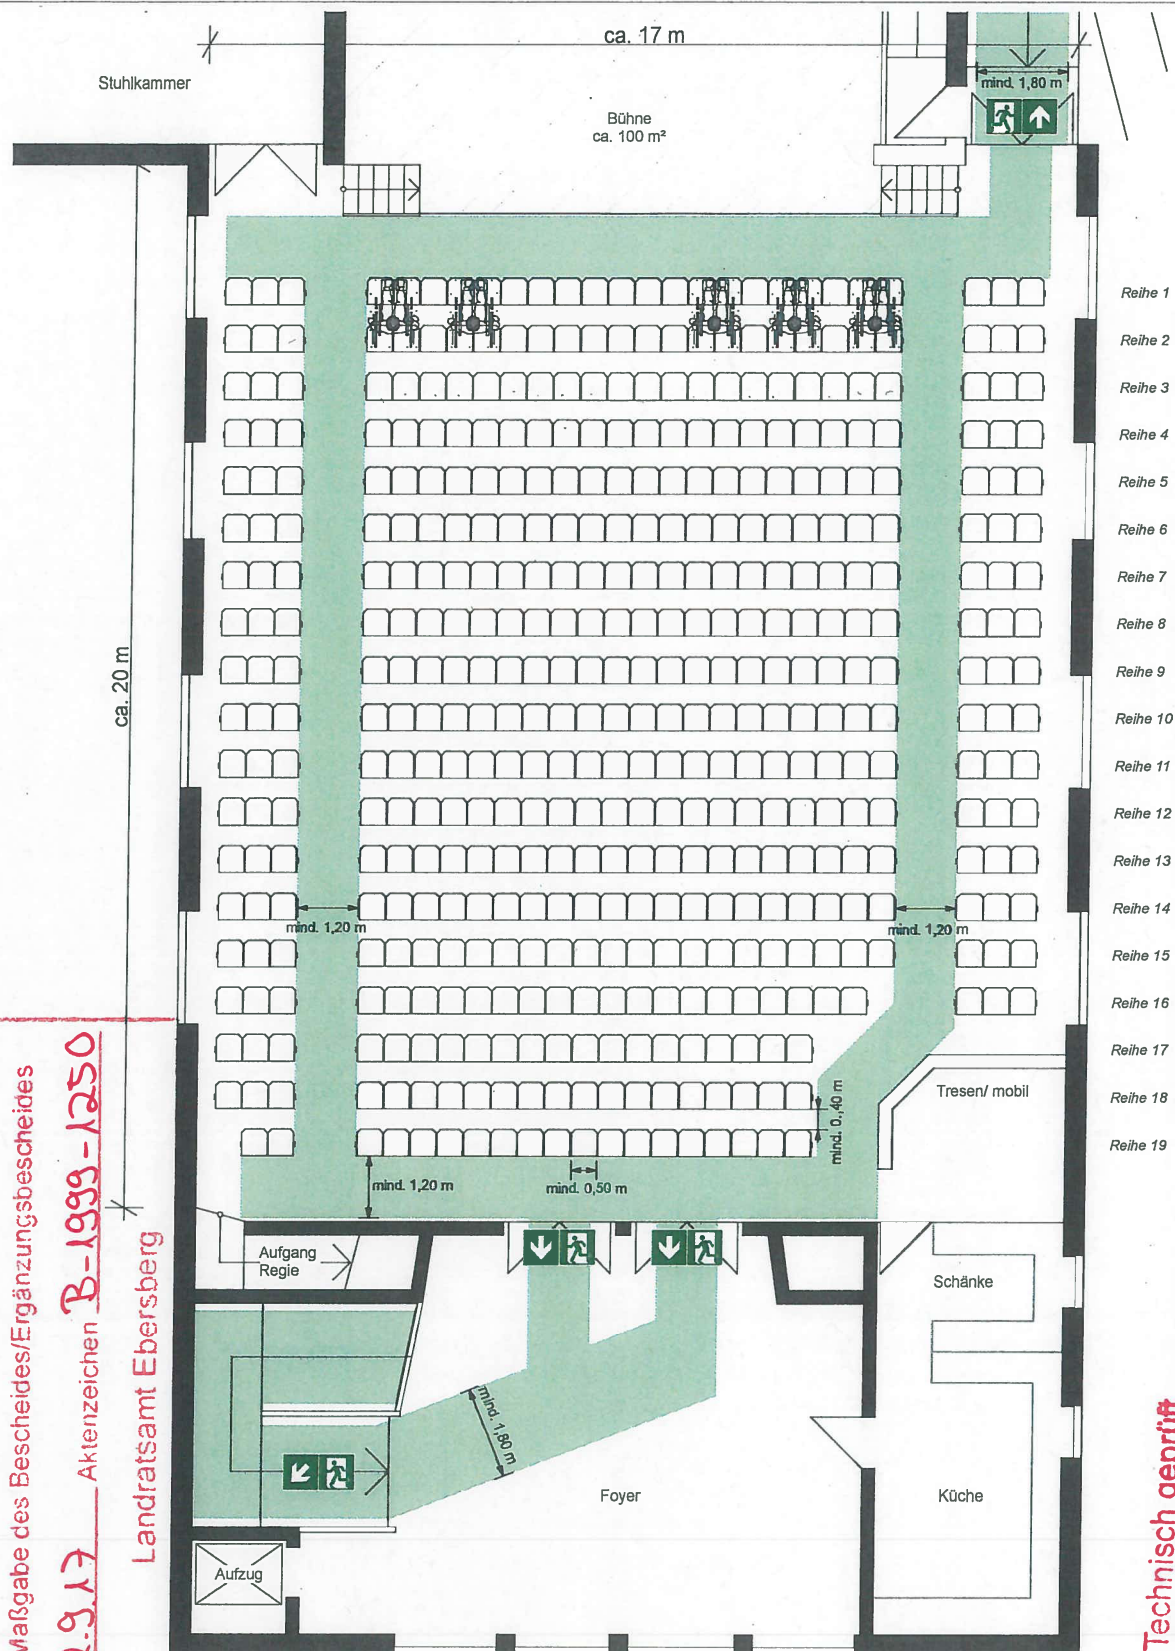 ca. 17 m
Stuhlkammer
Bühne
ca. 100 m²
mind. 1,80 m
Reihe 1
Reihe 2
Reihe 3
Reihe 4
Reihe 5
Reihe 6
Reihe 7
Reihe 8
Reihe 9
Reihe 10
Reihe 11
Reihe 12
Reihe 13
Reihe 14
Reihe 15
Reihe 16
Reihe 17
Reihe 18
Reihe 19
ca. 20 m
mind. 1,20 m
mind. 1,20 m
Tresen/ mobil
mind. 0,,40 m
mind. 1,20 m
mind. 0,50 m
Aufgang
Regie
Schänke
mind. 1,80 m
Foyer
Küche
Aufzug
Maßgabe des Bescheides/Ergänzungsbescheides
.9.17 Aktenzeichen B-1999-1250
Landratsamt Ebersberg
Technisch geprüft